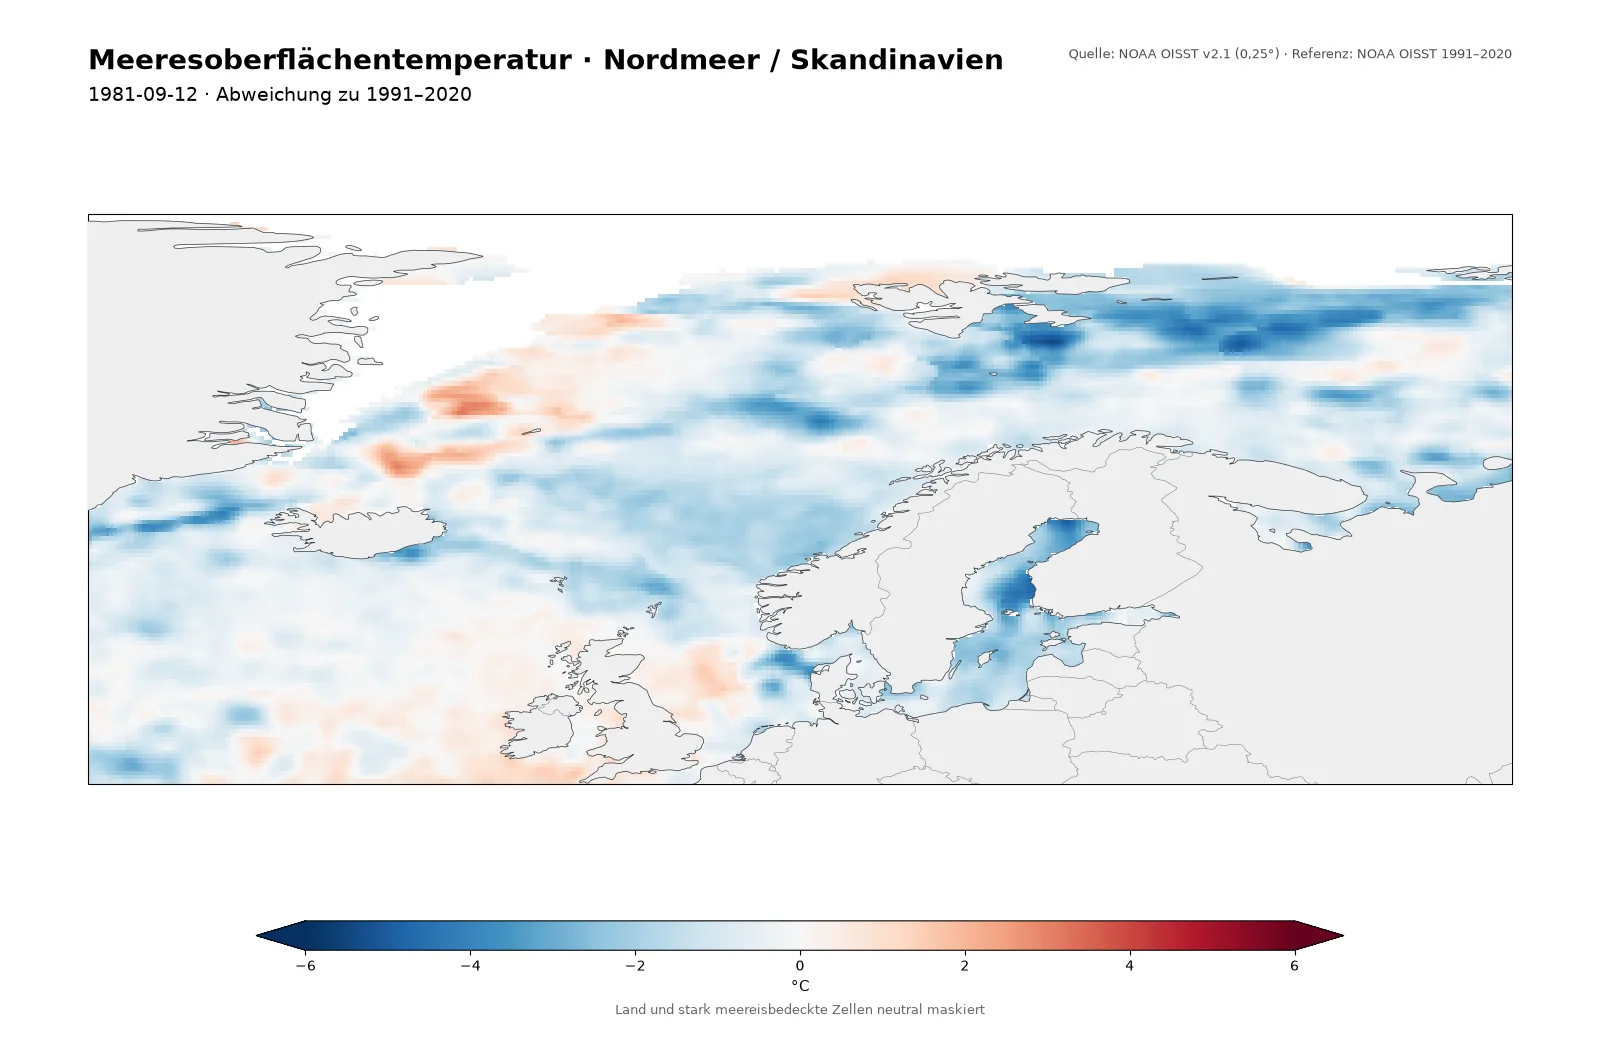 Meeresoberflächentemperatur · Nordmeer / Skandinavien
Quelle: NOAA OISST v2.1 (0,25°) · Referenz: NOAA OISST 1991–2020
1981-09-12 · Abweichung zu 1991–2020
−6 −4 −2 0 2 4 6
°C
Land und stark meereisbedeckte Zellen neutral maskiert